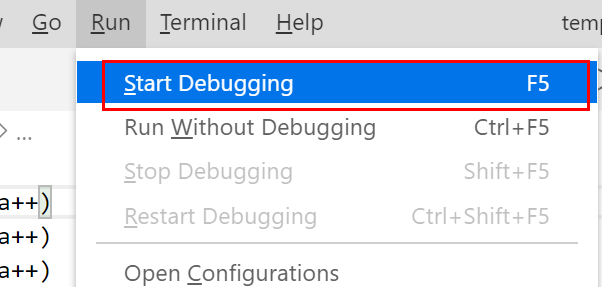 Go Run Terminal Help temp
Start Debugging F5
> ...
Run Without Debugging Ctrl+F5
Stop Debugging Shift+F5
a++)
Restart Debugging Ctrl+Shift+F5
a++)
a++)
Open Configurations